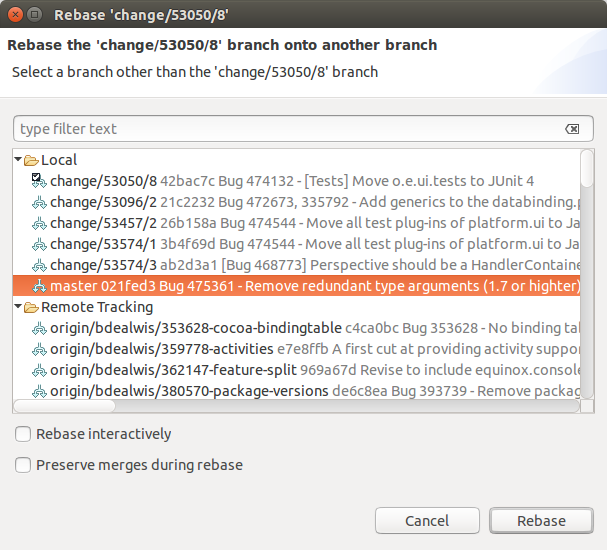 Rebase 'change/53050/8'
Rebase the 'change/53050/8' branch onto another branch
Select a branch other than the 'change/53050/8' branch
type filter text
Local
change/53050/8 42bac7c Bug 474132 - [Tests] Move o.e.ui.tests to JUnit 4
change/53096/2 21c2232 Bug 472673, 335792 - Add generics to the databinding.p
change/53457/2 26b158a Bug 474544 - Move all test plug-ins of platform.ui to Ja
change/53574/1 3b4f69d Bug 474544 - Move all test plug-ins of platform.ui to Ja
change/53574/3 ab2d3a1 [Bug 468773] Perspective should be a HandlerContaine
master 021fed3 Bug 475361 - Remove redundant type arguments (1.7 or highter)
Remote Tracking
origin/bdealwis/353628-cocoa-bindingtable c4ca0bc Bug 353628 - No binding tal
origin/bdealwis/359778-activities e7e8ffb A first cut at providing activity suppor
origin/bdealwis/362147-feature-split 969a67d Revise to include equinox.console
origin/bdealwis/380570-package-versions de6c8ea Bug 393739 - Remove packag
Rebase interactively
Preserve merges during rebase
Cancel
Rebase